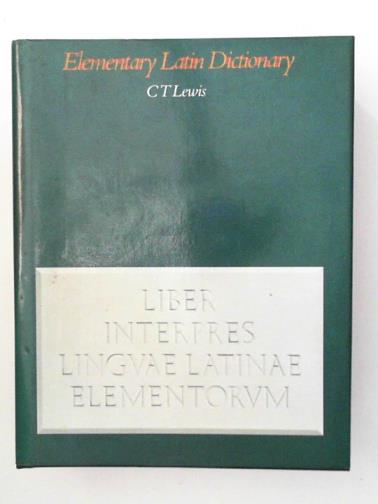 Elementary Latin Dictionary
C T Lewis
LIBER
INTERPRES
LINGVAE LATINAE
ELEMENTORVM